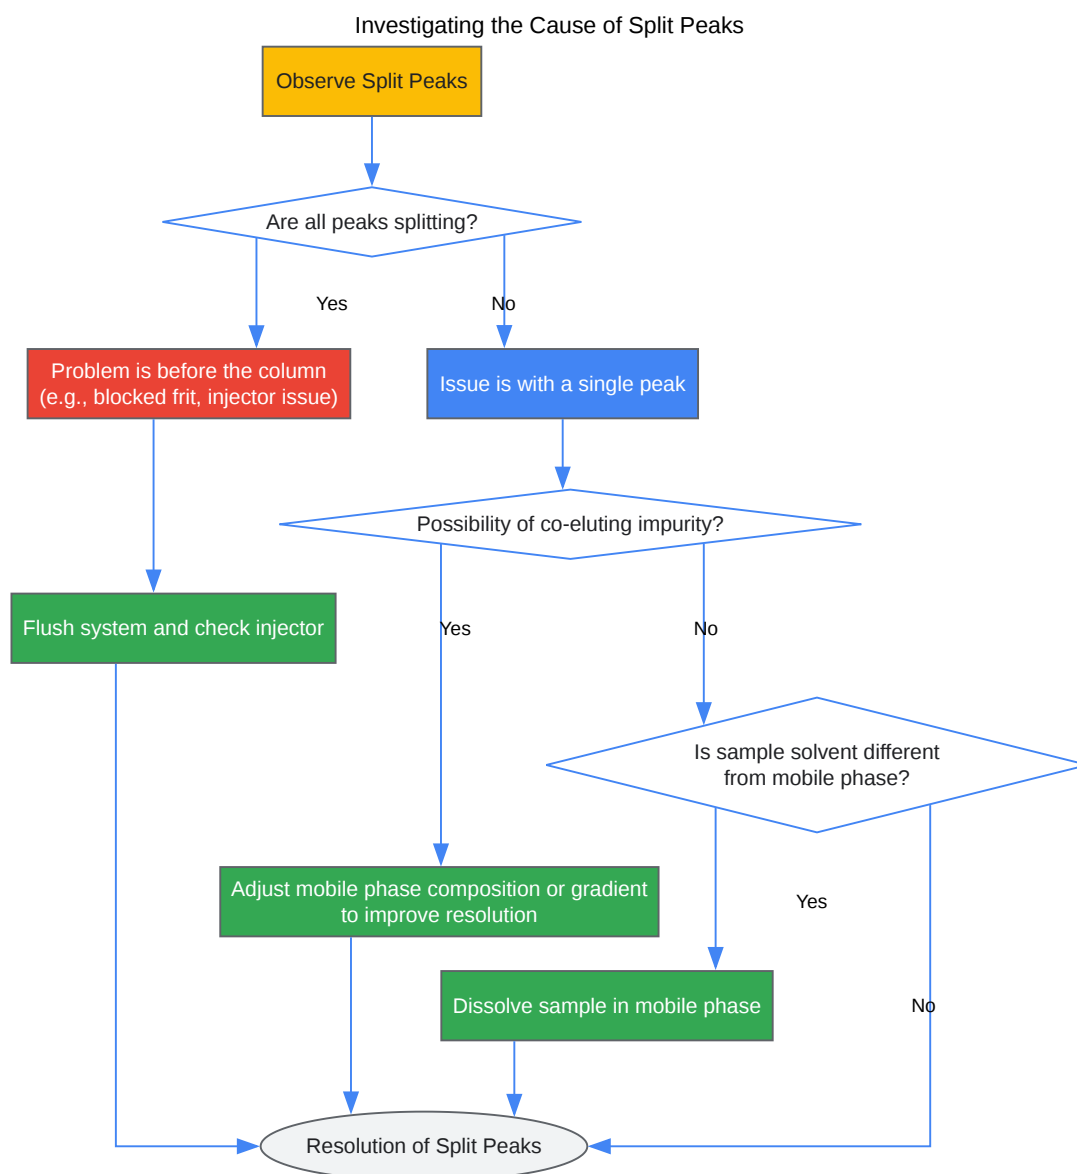 Investigating the Cause of Split Peaks
Observe Split Peaks
Are all peaks splitting?
Yes
No
Problem is before the column
(e.g., blocked frit, injector issue)
Issue is with a single peak
Possibility of co-eluting impurity?
Flush system and check injector
Yes
No
Is sample solvent different
from mobile phase?
Adjust mobile phase composition or gradient
to improve resolution
Yes
Dissolve sample in mobile phase
No
Resolution of Split Peaks